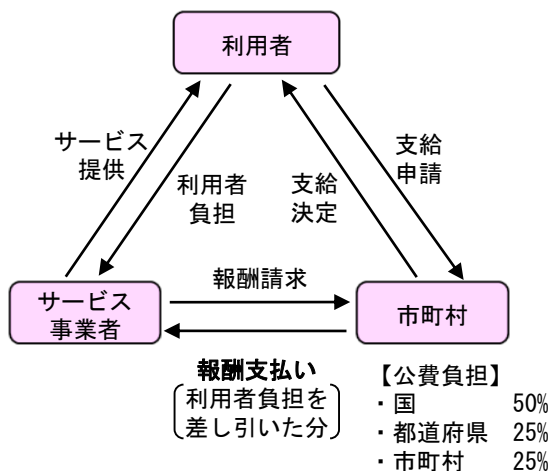 利用者
サービス
提供
利用者
負担
支給
決定
支給
申請
サービス
事業者
報酬請求
市町村
報酬支払い
利用者負担を
差し引いた分
【公費負担】
・国 50%
・都道府県 25%
・市町村 25%